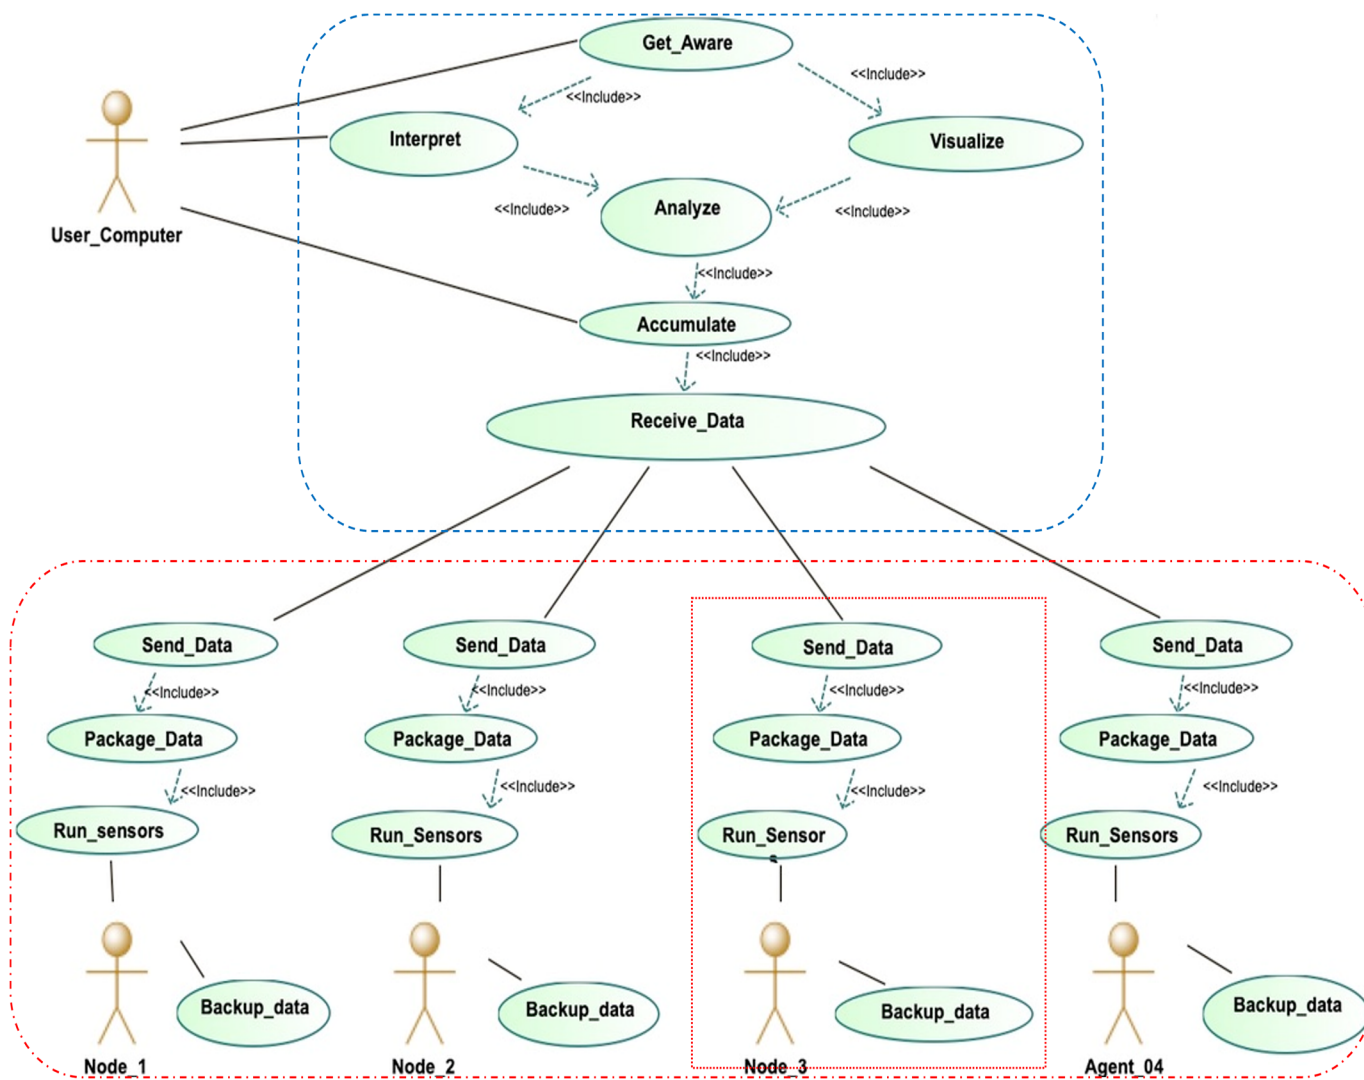 Get_Aware
<<Include>>
<<Include>>
Interpret
Visualize
User_Computer
<<Include>>
Analyze
<<Include>>
<<Include>>
Accumulate
<<Include>>
Receive_Data
Send_Data
Send_Data
Send_Data
Send_Data
<<Include>>
<<Include>>
<<Include>>
<<Include>>
Package_Data
Package_Data
Package_Data
Package_Data
<<Include>>
<<Include>>
<<Include>>
<<Include>>
Run_sensors
Run_Sensors
Run_Sensor
s
Run_Sensors
Backup_data
Backup_data
Backup_data
Backup_data
Node_1
Node_2
Node_3
Agent_04